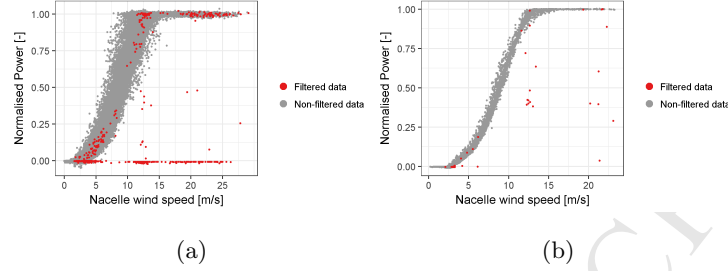 Normalised Power [-]
1.00
0.75
0.50
0.25
0.00
0 5 10 15 20 25
Nacelle wind speed [m/s]
Filtered data
Non-filtered data
(a)
Normalised Power [-]
1.00
0.75
0.50
0.25
0.00
0 5 10 15 20
Nacelle wind speed [m/s]
Filtered data
Non-filtered data
(b)